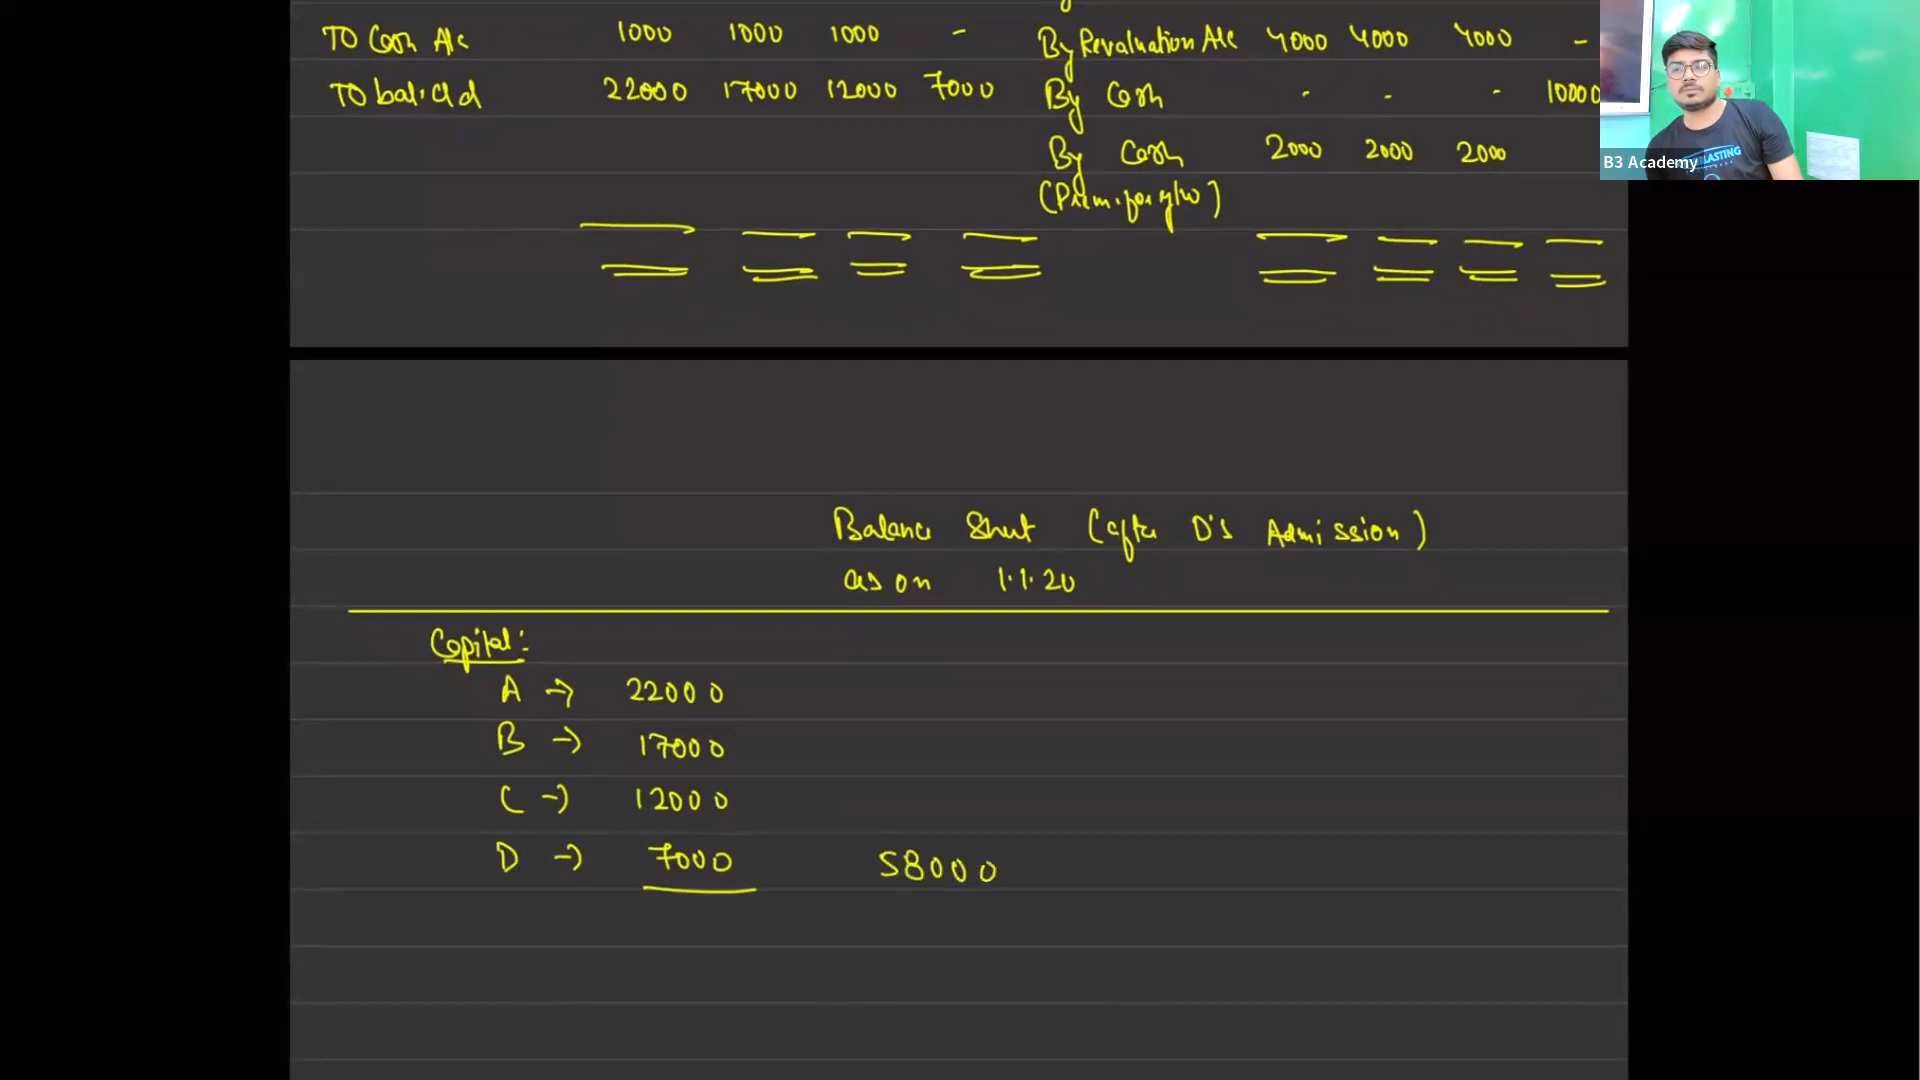 TO Cash A/c 1000 1000 1000 - By Revaluation A/c 4000 4000 4000 -
TO bal. c/d 22000 17000 12000 7000 By Cash - - - 10000
By Cash 2000 2000 2000
(Prem. for g/w)
B3 Academy
LASTING
Balance Sheet (after D's Admission)
as on 1.1.20
Capital:
A → 22000
B → 17000
C → 12000
D → 7000 58000